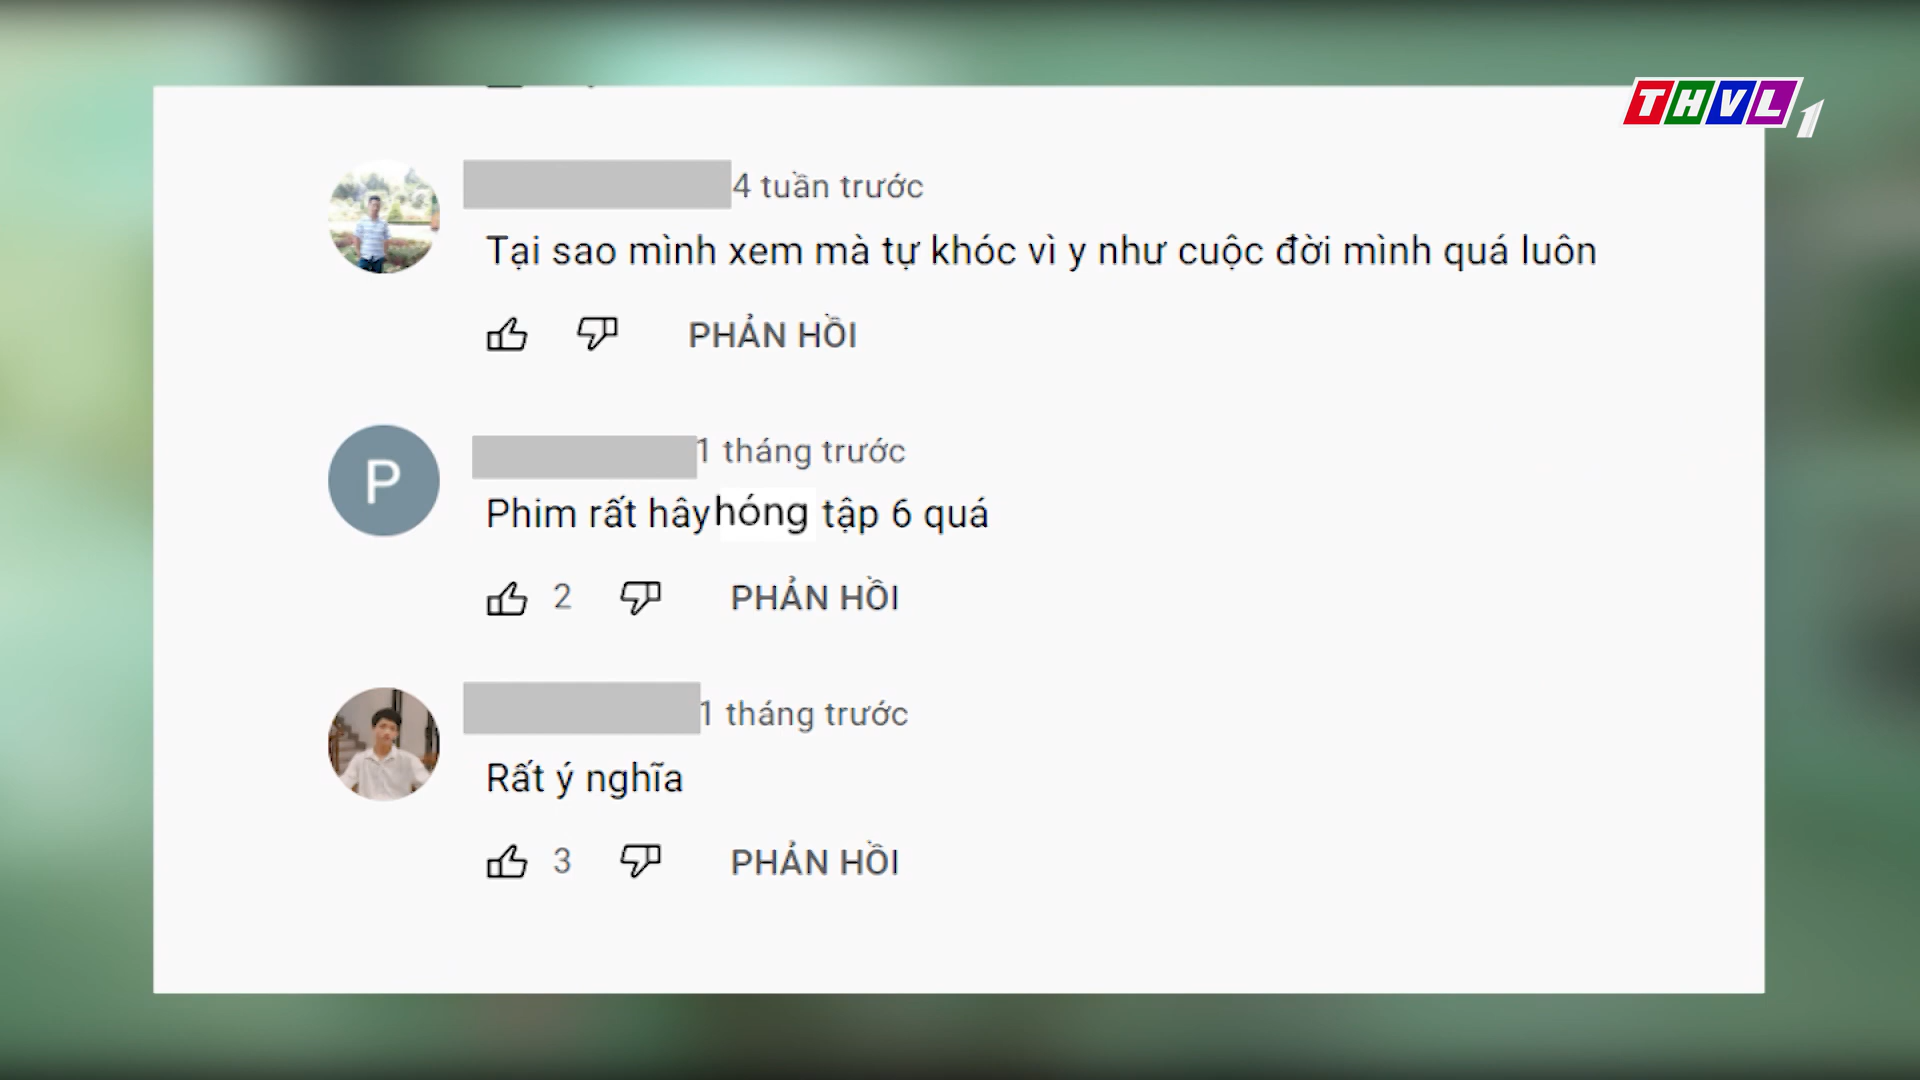 THVL1
4 tuần trước
Tại sao mình xem mà tự khóc vì y như cuộc đời mình quá luôn
PHẢN HỒI
P
1 tháng trước
Phim rất hây hóng tập 6 quá
2 PHẢN HỒI
1 tháng trước
Rất ý nghĩa
3 PHẢN HỒI